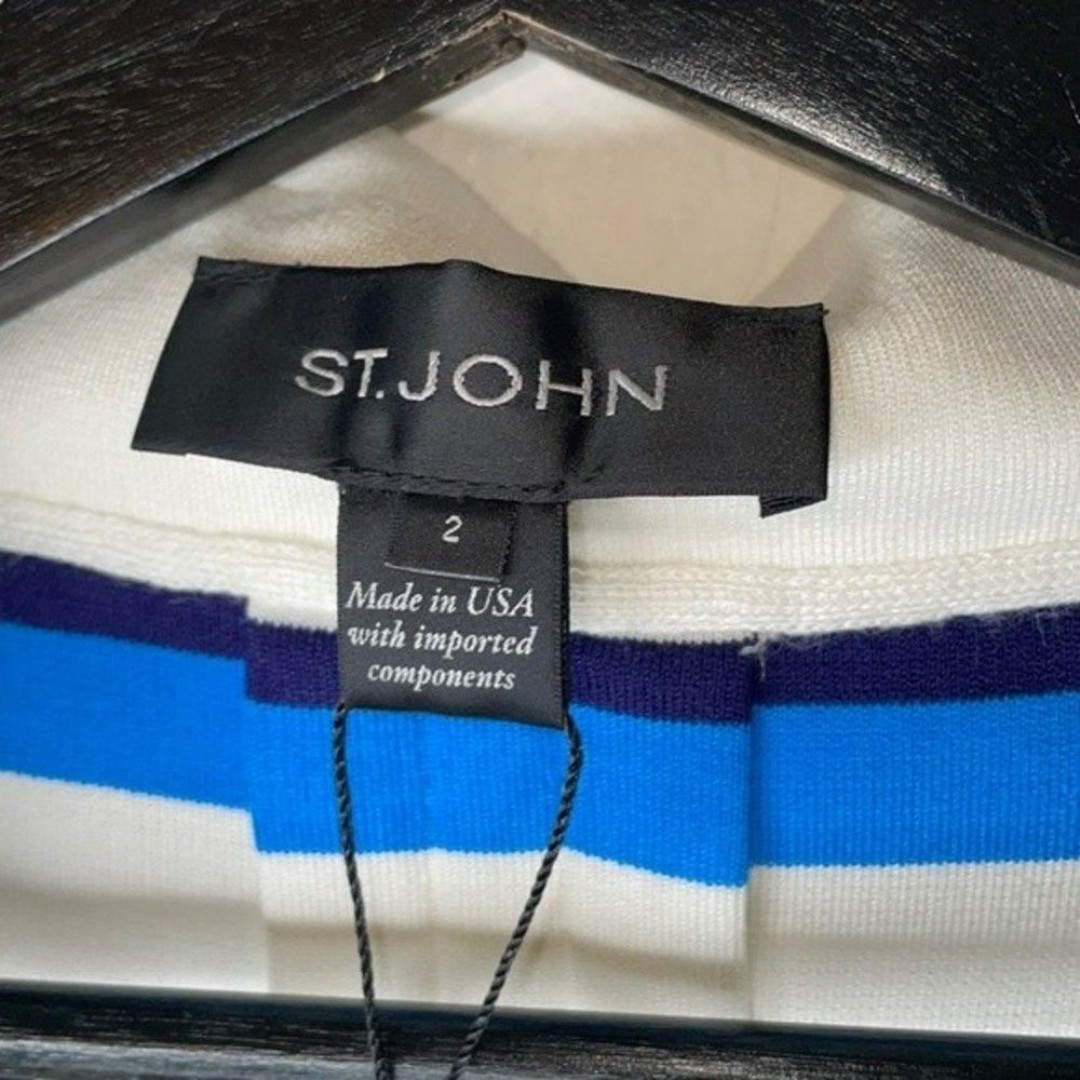 ST. JOHN
2
Made in USA
with imported
components